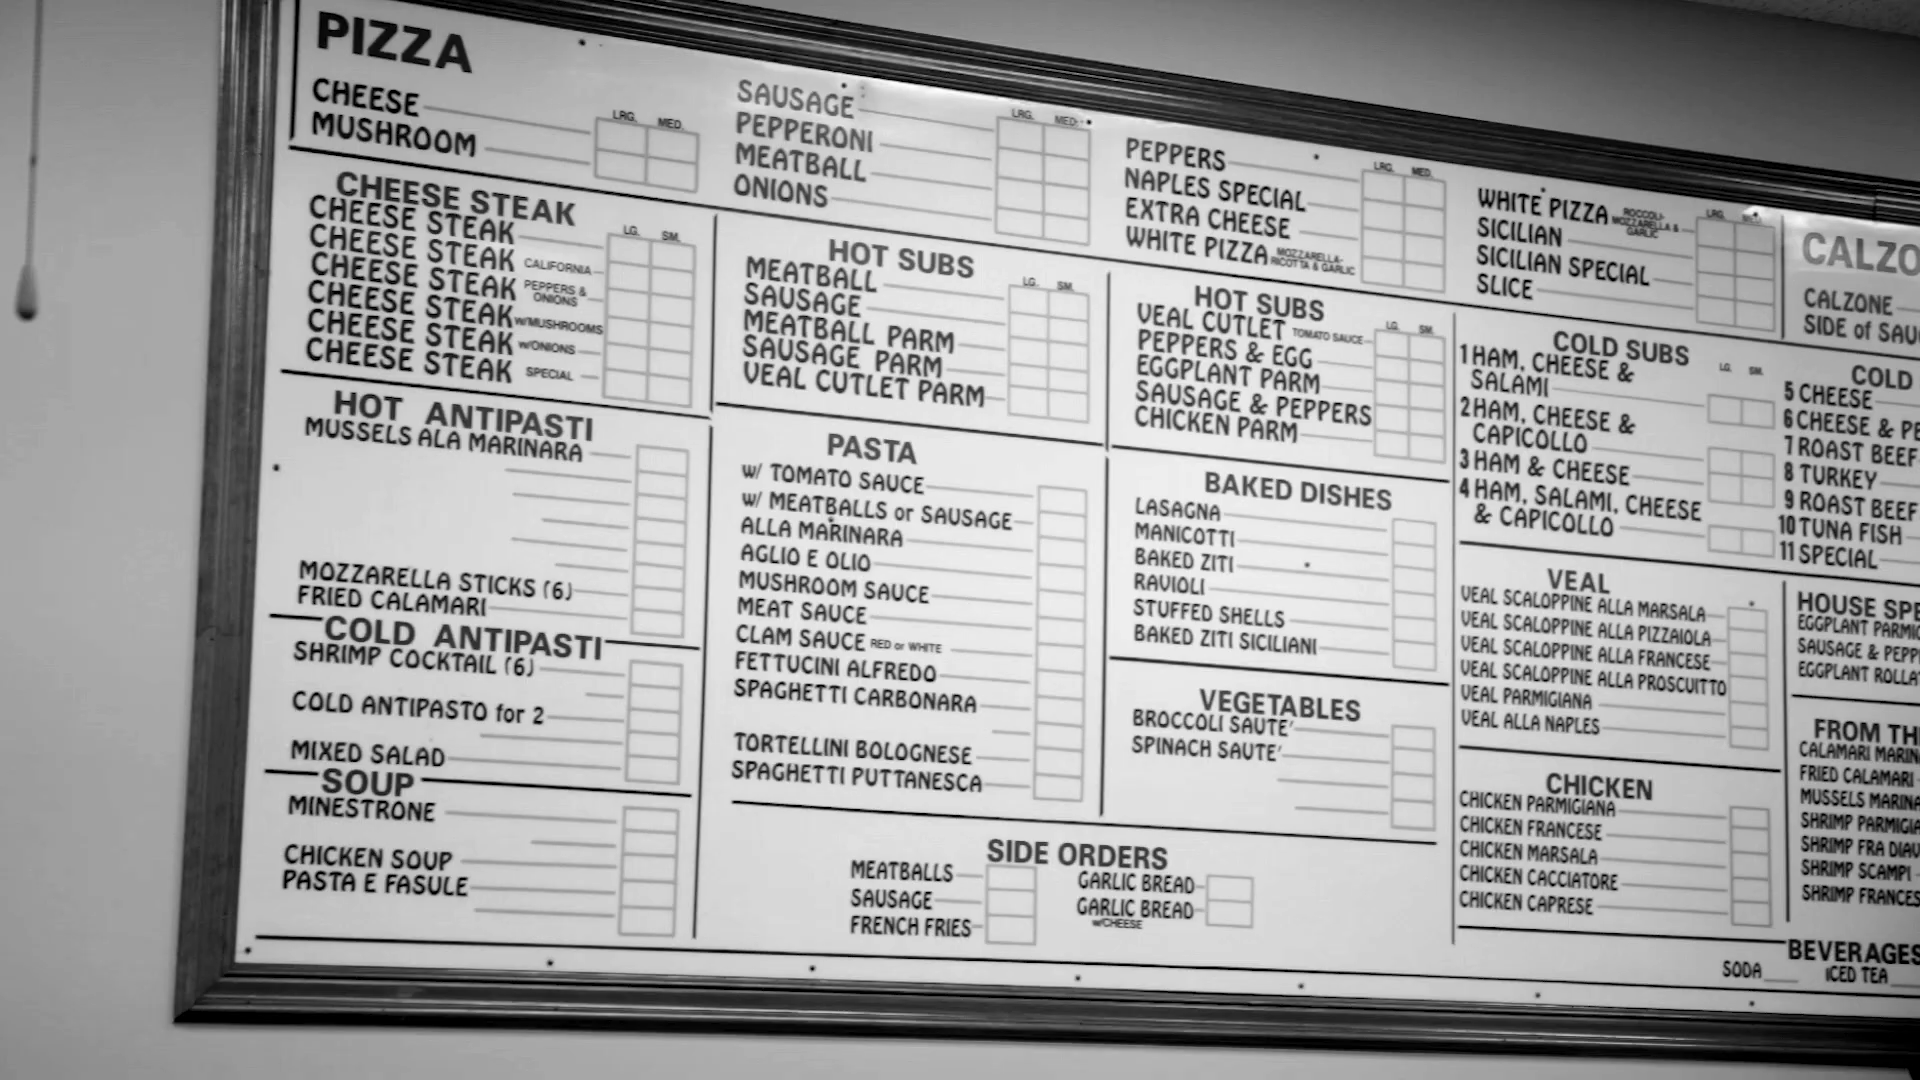 PIZZA
CHEESE
MUSHROOM
LRG. MED.
SAUSAGE
PEPPERONI
MEATBALL
ONIONS
LRG. MED.
PEPPERS
NAPLES SPECIAL
EXTRA CHEESE
WHITE PIZZA MOZZARELLA-
RICOTTA & GARLIC
LRG. MED.
WHITE PIZZA ROCCOLI-
MOZZARELLA &
GARLIC
SICILIAN
SICILIAN SPECIAL
SLICE
LRG.
CALZO
CALZONE
SIDE of SAU
CHEESE STEAK
LG. SM.
CHEESE STEAK
CHEESE STEAK CALIFORNIA
CHEESE STEAK PEPPERS &
ONIONS
CHEESE STEAK w/MUSHROOMS
CHEESE STEAK w/ONIONS
CHEESE STEAK SPECIAL
HOT SUBS
LG. SM.
MEATBALL
SAUSAGE
MEATBALL PARM
SAUSAGE PARM
VEAL CUTLET PARM
HOT SUBS
LG. SM.
VEAL CUTLET TOMATO SAUCE
PEPPERS & EGG
EGGPLANT PARM
SAUSAGE & PEPPERS
CHICKEN PARM
COLD SUBS
LG. SM.
1 HAM, CHEESE &
SALAMI
2 HAM, CHEESE &
CAPICOLLO
3 HAM & CHEESE
4 HAM, SALAMI, CHEESE
& CAPICOLLO
COLD
5 CHEESE
6 CHEESE & PE
7 ROAST BEEF
8 TURKEY
9 ROAST BEEF
10 TUNA FISH
11 SPECIAL
HOT ANTIPASTI
MUSSELS ALA MARINARA
MOZZARELLA STICKS (6)
FRIED CALAMARI
COLD ANTIPASTI
SHRIMP COCKTAIL (6)
COLD ANTIPASTO for 2
MIXED SALAD
SOUP
MINESTRONE
CHICKEN SOUP
PASTA E FASULE
PASTA
w/ TOMATO SAUCE
w/ MEATBALLS or SAUSAGE
ALLA MARINARA
AGLIO E OLIO
MUSHROOM SAUCE
MEAT SAUCE
CLAM SAUCE RED or WHITE
FETTUCINI ALFREDO
SPAGHETTI CARBONARA
TORTELLINI BOLOGNESE
SPAGHETTI PUTTANESCA
BAKED DISHES
LASAGNA
MANICOTTI
BAKED ZITI
RAVIOLI
STUFFED SHELLS
BAKED ZITI SICILIANI
VEGETABLES
BROCCOLI SAUTE'
SPINACH SAUTE'
SIDE ORDERS
MEATBALLS
SAUSAGE
FRENCH FRIES
GARLIC BREAD
GARLIC BREAD
w/CHEESE
VEAL
VEAL SCALOPPINE ALLA MARSALA
VEAL SCALOPPINE ALLA PIZZAIOLA
VEAL SCALOPPINE ALLA FRANCESE
VEAL SCALOPPINE ALLA PROSCUITTO
VEAL PARMIGIANA
VEAL ALLA NAPLES
CHICKEN
CHICKEN PARMIGIANA
CHICKEN FRANCESE
CHICKEN MARSALA
CHICKEN CACCIATORE
CHICKEN CAPRESE
HOUSE SPE
EGGPLANT PARMIG
SAUSAGE & PEPP
EGGPLANT ROLLA
FROM TH
CALAMARI MARIN
FRIED CALAMARI
MUSSELS MARINA
SHRIMP PARMIGIA
SHRIMP FRA DIAV
SHRIMP SCAMPI
SHRIMP FRANCES
BEVERAGES
SODA ICED TEA